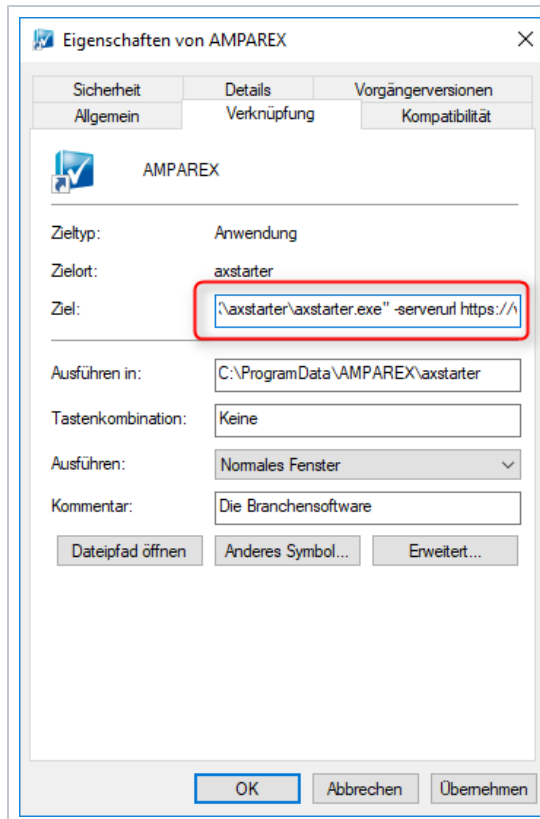 Eigenschaften von AMPAREX
Sicherheit Details Vorgängerversionen
Allgemein Verknüpfung Kompatibilität
AMPAREX
Zieltyp: Anwendung
Zielort: axstarter
Ziel: \axstarter\axstarter.exe" -serverurl https://
Ausführen in: C:\ProgramData\AMPAREX\axstarter
Tastenkombination: Keine
Ausführen: Normales Fenster
Kommentar: Die Branchensoftware
Dateipfad öffnen Anderes Symbol... Erweitert...
OK Abbrechen Übernehmen